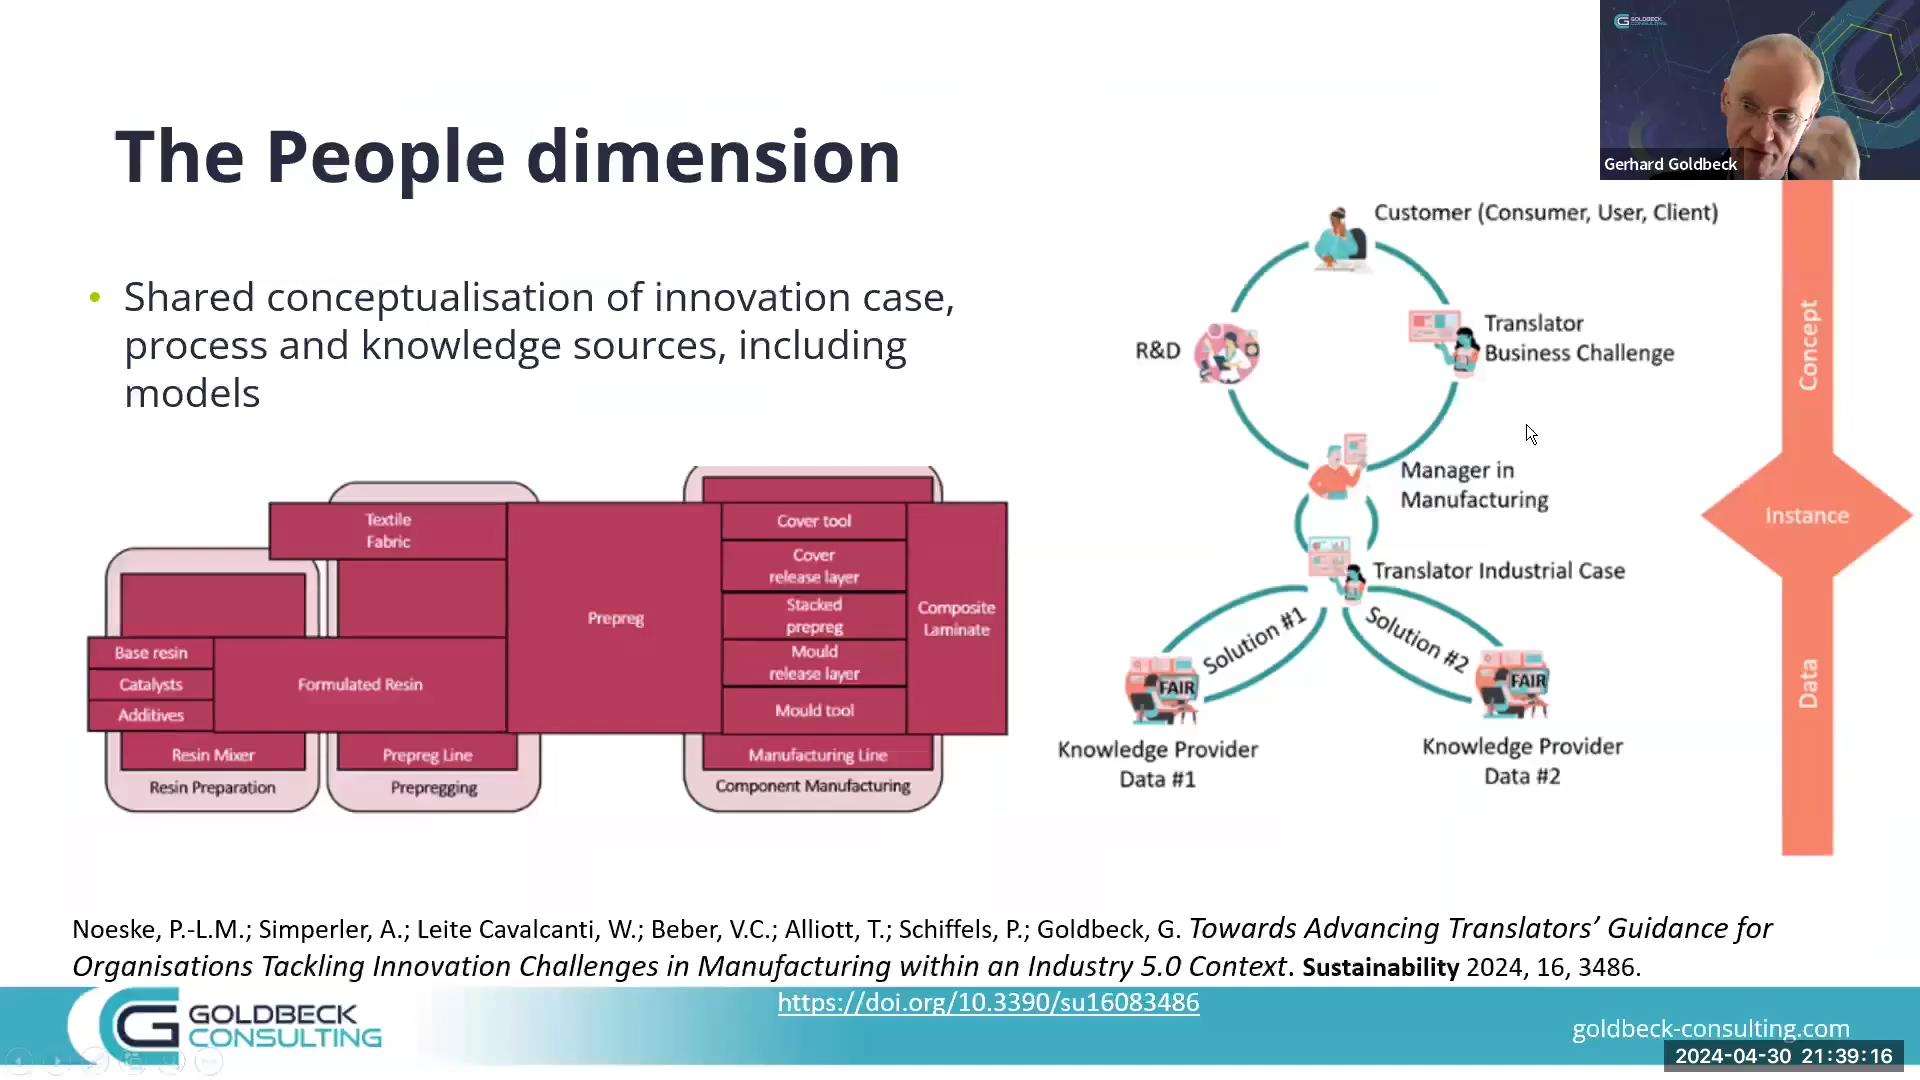 GOLDBECK
CONSULTING
Gerhard Goldbeck
The People dimension
• Shared conceptualisation of innovation case,
process and knowledge sources, including
models
Textile
Fabric
Base resin
Catalysts
Additives
Formulated Resin
Prepreg
Cover tool
Cover
release layer
Stacked
prepreg
Mould
release layer
Mould tool
Composite
Laminate
Resin Mixer
Resin Preparation
Prepreg Line
Prepregging
Manufacturing Line
Component Manufacturing
Customer (Consumer, User, Client)
R&D
Translator
Business Challenge
Manager in
Manufacturing
Translator Industrial Case
Solution #1
Solution #2
FAIR
FAIR
Knowledge Provider
Data #1
Knowledge Provider
Data #2
Concept
Instance
Data
Noeske, P.-L.M.; Simperler, A.; Leite Cavalcanti, W.; Beber, V.C.; Alliott, T.; Schiffels, P.; Goldbeck, G. Towards Advancing Translators’ Guidance for
Organisations Tackling Innovation Challenges in Manufacturing within an Industry 5.0 Context. Sustainability 2024, 16, 3486.
https://doi.org/10.3390/su16083486
GOLDBECK
CONSULTING
goldbeck-consulting.com
2024-04-30 21:39:16